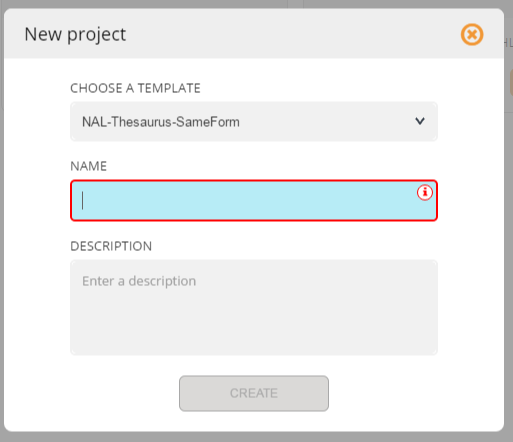 New project
CHOOSE A TEMPLATE
NAL-Thesaurus-SameForm
NAME
DESCRIPTION
Enter a description
CREATE